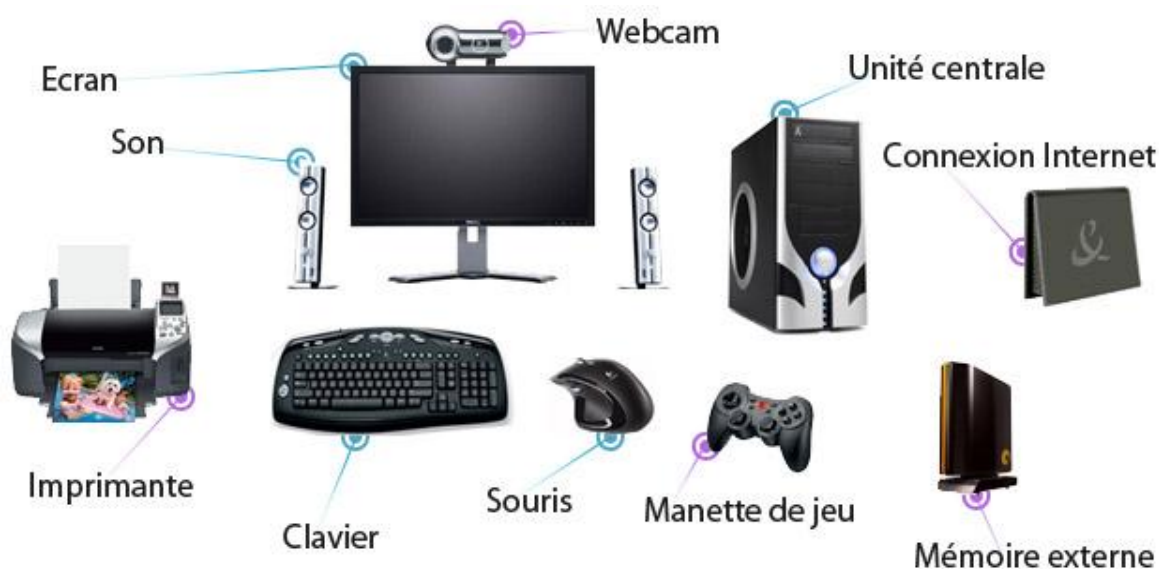 Webcam
Ecran
Unité centrale
Son
Connexion Internet
Imprimante
Souris
Manette de jeu
Clavier
Mémoire externe